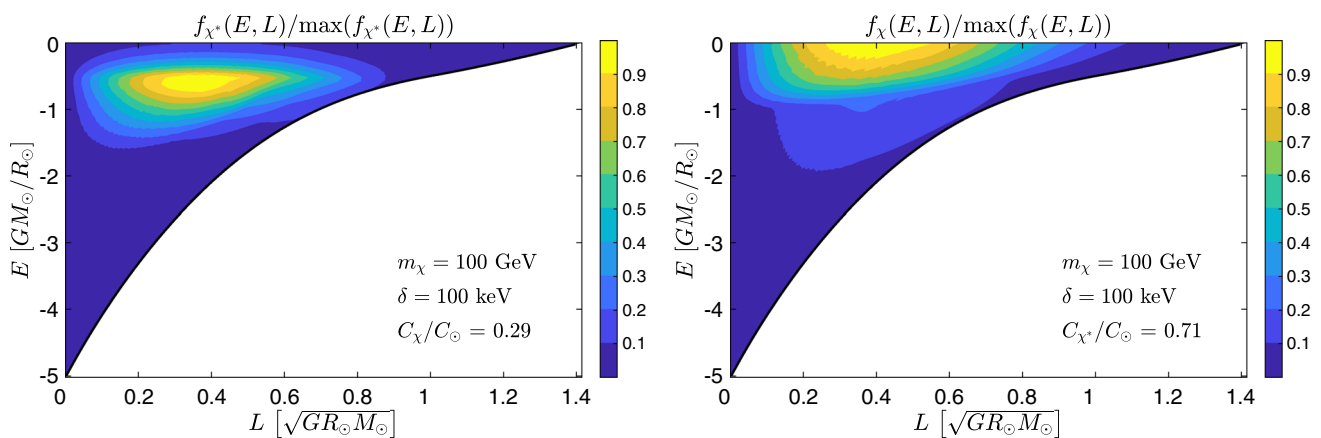 f_{χ*}(E, L)/max(f_{χ*}(E, L))
0
-1
-2
-3
-4
-5
E [GM_⊙/R_⊙]
m_χ = 100 GeV
δ = 100 keV
C_χ/C_⊙ = 0.29
0 0.2 0.4 0.6 0.8 1 1.2 1.4
L [√GR_⊙M_⊙]
0.9
0.8
0.7
0.6
0.5
0.4
0.3
0.2
0.1
f_χ(E, L)/max(f_χ(E, L))
0
-1
-2
-3
-4
-5
E [GM_⊙/R_⊙]
m_χ = 100 GeV
δ = 100 keV
C_{χ*}/C_⊙ = 0.71
0 0.2 0.4 0.6 0.8 1 1.2 1.4
L [√GR_⊙M_⊙]
0.9
0.8
0.7
0.6
0.5
0.4
0.3
0.2
0.1